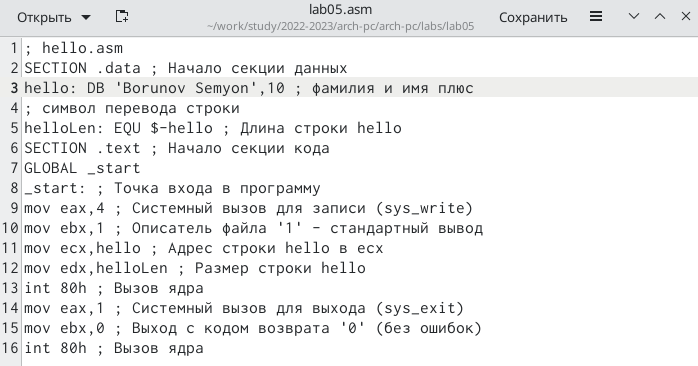 Открыть
lab05.asm
~/work/study/2022-2023/arch-pc/arch-pc/labs/lab05
Сохранить
1 ; hello.asm
2 SECTION .data ; Начало секции данных
3 hello: DB 'Borunov Semyon',10 ; фамилия и имя плюс
4 ; символ перевода строки
5 helloLen: EQU $-hello ; Длина строки hello
6 SECTION .text ; Начало секции кода
7 GLOBAL _start
8 _start: ; Точка входа в программу
9 mov eax,4 ; Системный вызов для записи (sys_write)
10 mov ebx,1 ; Описатель файла '1' - стандартный вывод
11 mov ecx,hello ; Адрес строки hello в ecx
12 mov edx,helloLen ; Размер строки hello
13 int 80h ; Вызов ядра
14 mov eax,1 ; Системный вызов для выхода (sys_exit)
15 mov ebx,0 ; Выход с кодом возврата '0' (без ошибок)
16 int 80h ; Вызов ядра